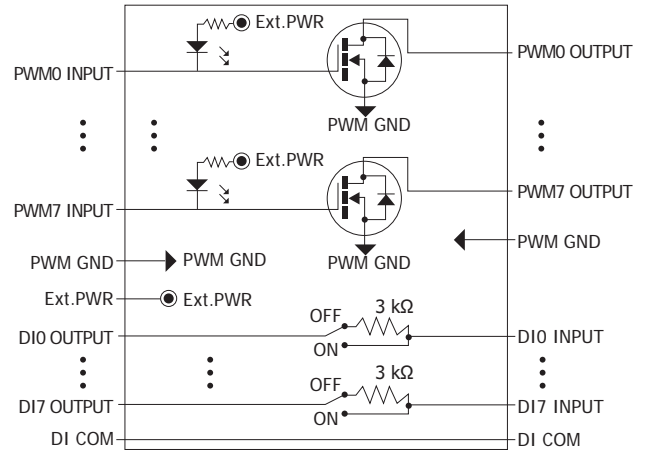 Ext.PWR
PWM0 INPUT
PWM0 OUTPUT
PWM GND
Ext.PWR
PWM7 INPUT
PWM7 OUTPUT
PWM GND
PWM GND
PWM GND
PWM GND
Ext.PWR
Ext.PWR
OFF
3 kΩ
DI0 OUTPUT
ON
DI0 INPUT
OFF
3 kΩ
DI7 OUTPUT
ON
DI7 INPUT
DI COM
DI COM